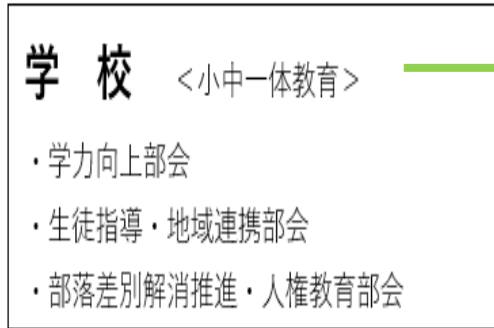 学　校　＜小中一体教育＞
・学力向上部会
・生徒指導・地域連携部会
・部落差別解消推進・人権教育部会